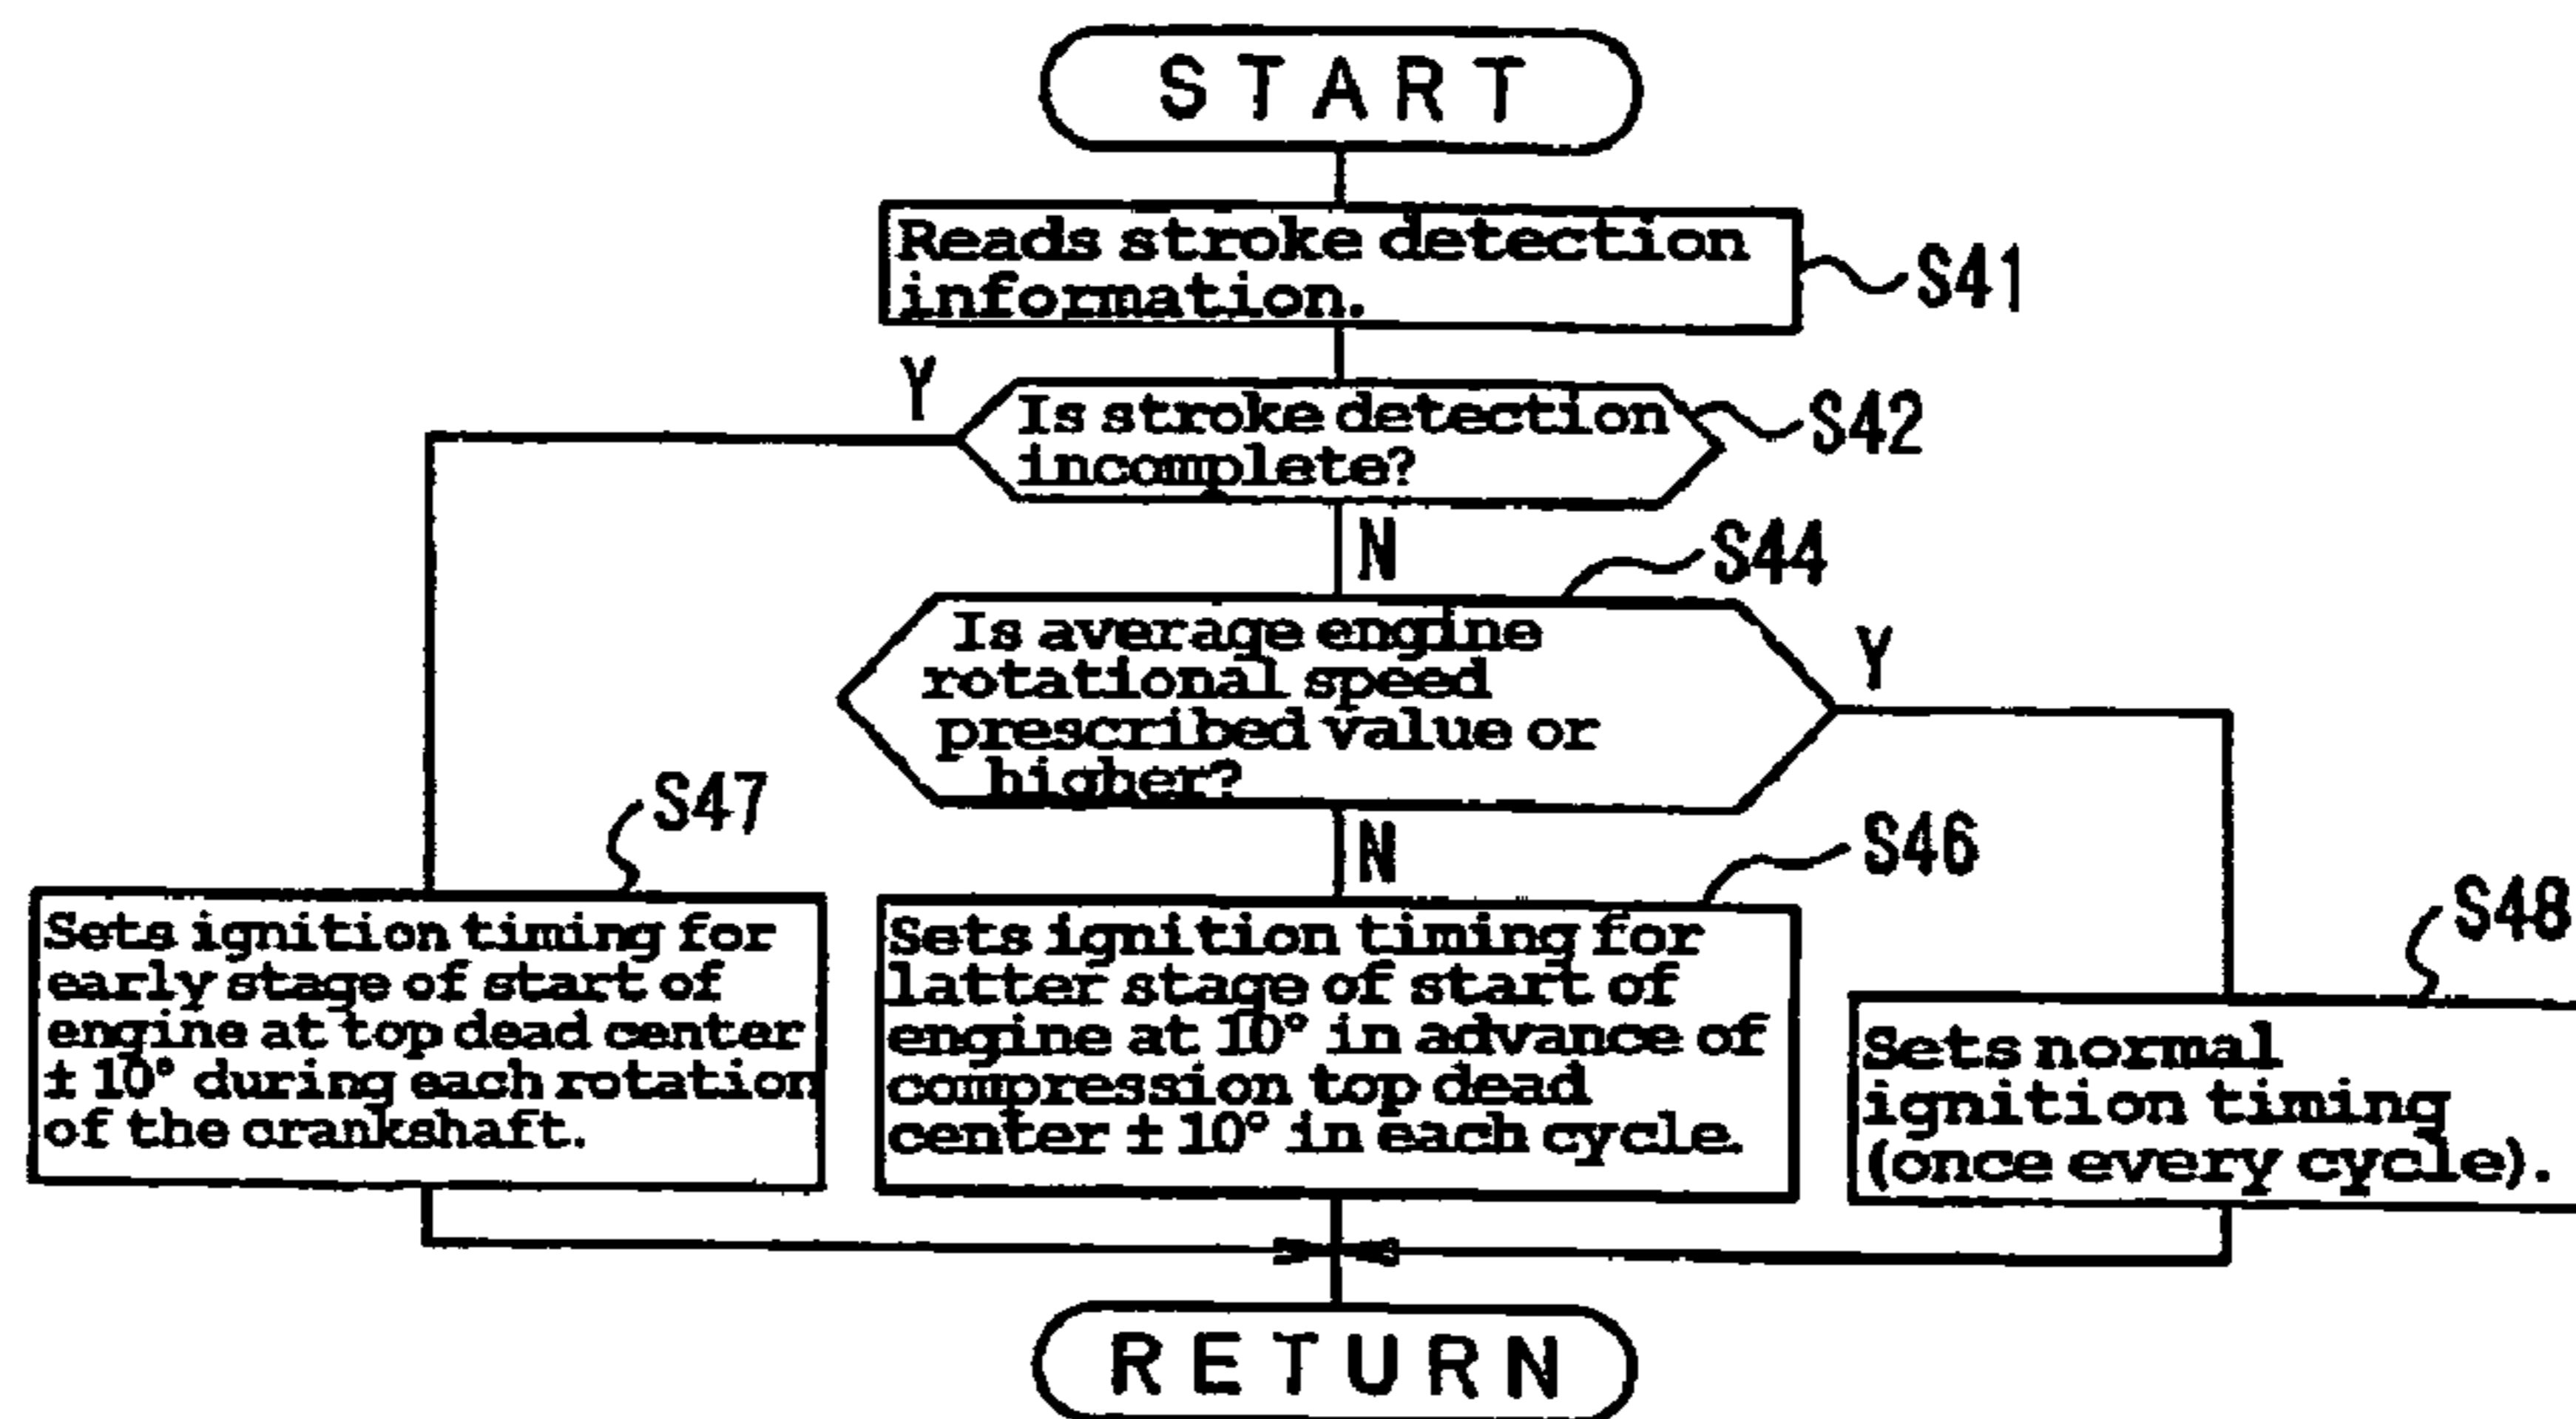 START
Reads stroke detection
information.
S41
Y
Is stroke detection
incomplete?
S42
N
S44
Is average engine
rotational speed
prescribed value or
higher?
Y
N
S47
Sets ignition timing for
early stage of start of
engine at top dead center
± 10° during each rotation
of the crankshaft.
S46
Sets ignition timing for
latter stage of start of
engine at 10° in advance of
compression top dead
center ± 10° in each cycle.
S48
Sets normal
ignition timing
(once every cycle).
RETURN